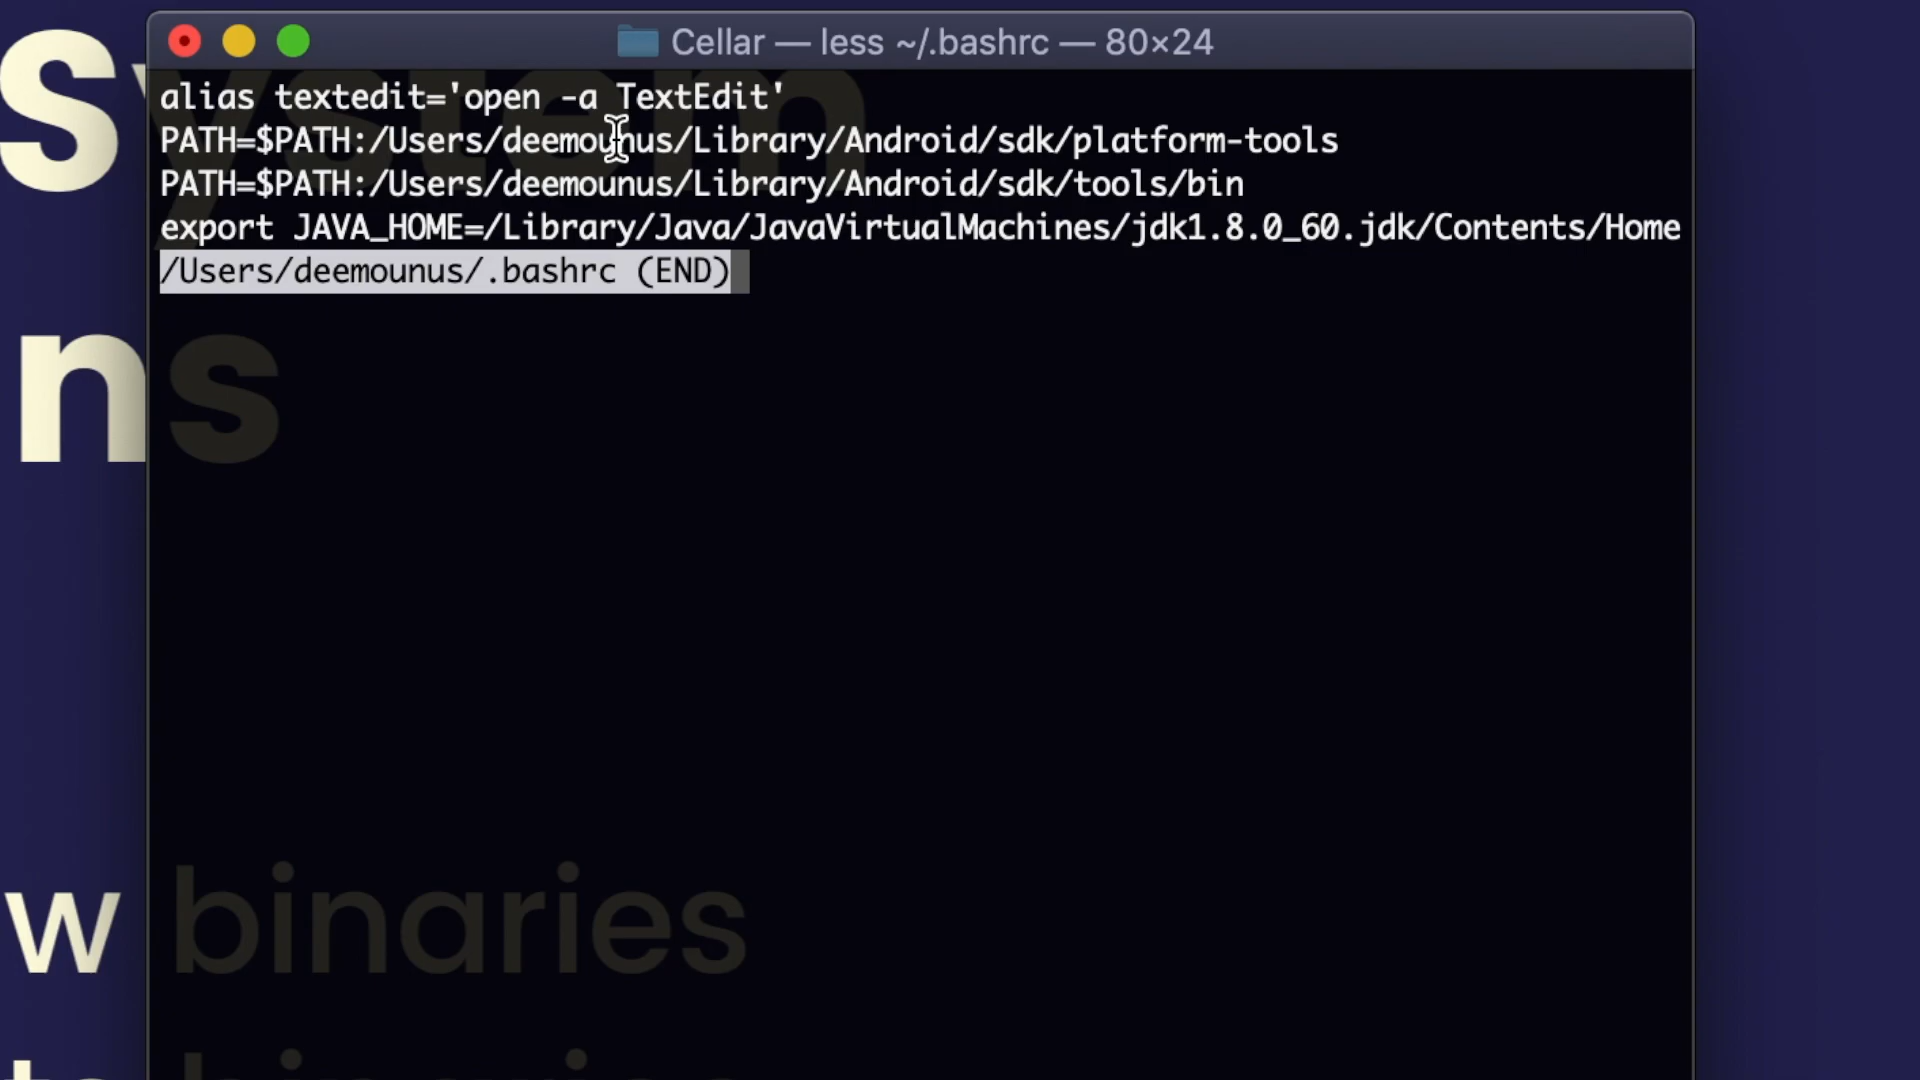 Cellar — less ~/.bashrc — 80×24
System
alias textedit='open -a TextEdit'
PATH=$PATH:/Users/deemounus/Library/Android/sdk/platform-tools
PATH=$PATH:/Users/deemounus/Library/Android/sdk/tools/bin
export JAVA_HOME=/Library/Java/JavaVirtualMachines/jdk1.8.0_60.jdk/Contents/Home
/Users/deemounus/.bashrc (END)
ns
w binaries